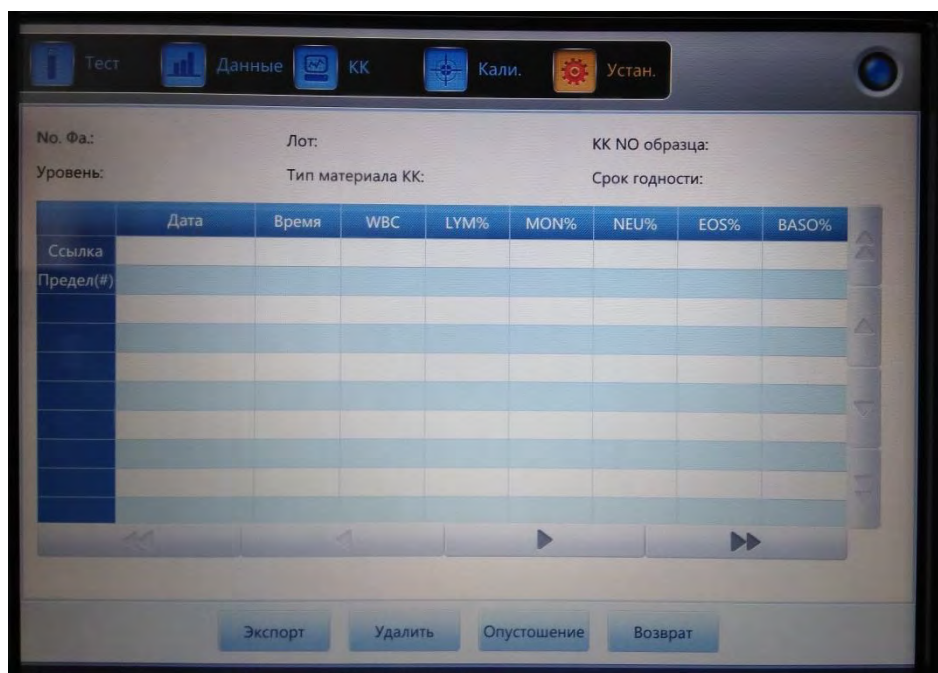 Тест Данные КК Кали. Устан.
No. Фа.: Лот: КК NO образца:
Уровень: Тип материала КК: Срок годности:
Дата Время WBC LYM% MON% NEU% EOS% BASO%
Ссылка
Предел(#)
Экспорт Удалить Опустошение Возврат